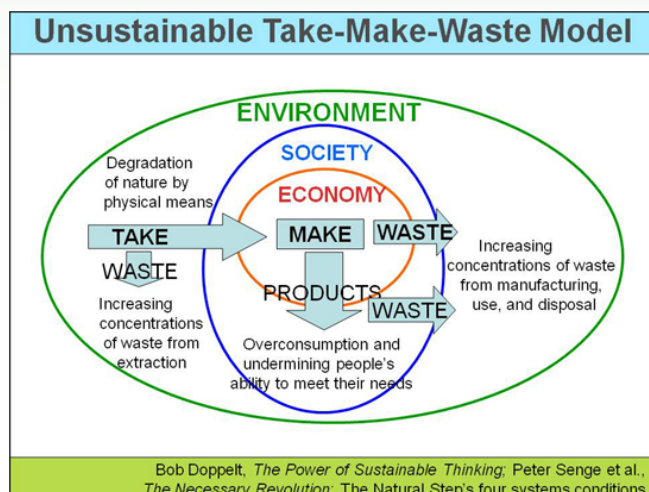 Unsustainable Take-Make-Waste Model
ENVIRONMENT
SOCIETY
ECONOMY
Degradation
of nature by
physical means
TAKE
MAKE
WASTE
WASTE
Increasing
concentrations
of waste from
extraction
PRODUCTS
WASTE
Overconsumption and
undermining people's
ability to meet their needs
Increasing
concentrations of waste
from manufacturing,
use, and disposal
Bob Doppelt, The Power of Sustainable Thinking; Peter Senge et al.,
The Necessary Revolution; The Natural Step's four systems conditions